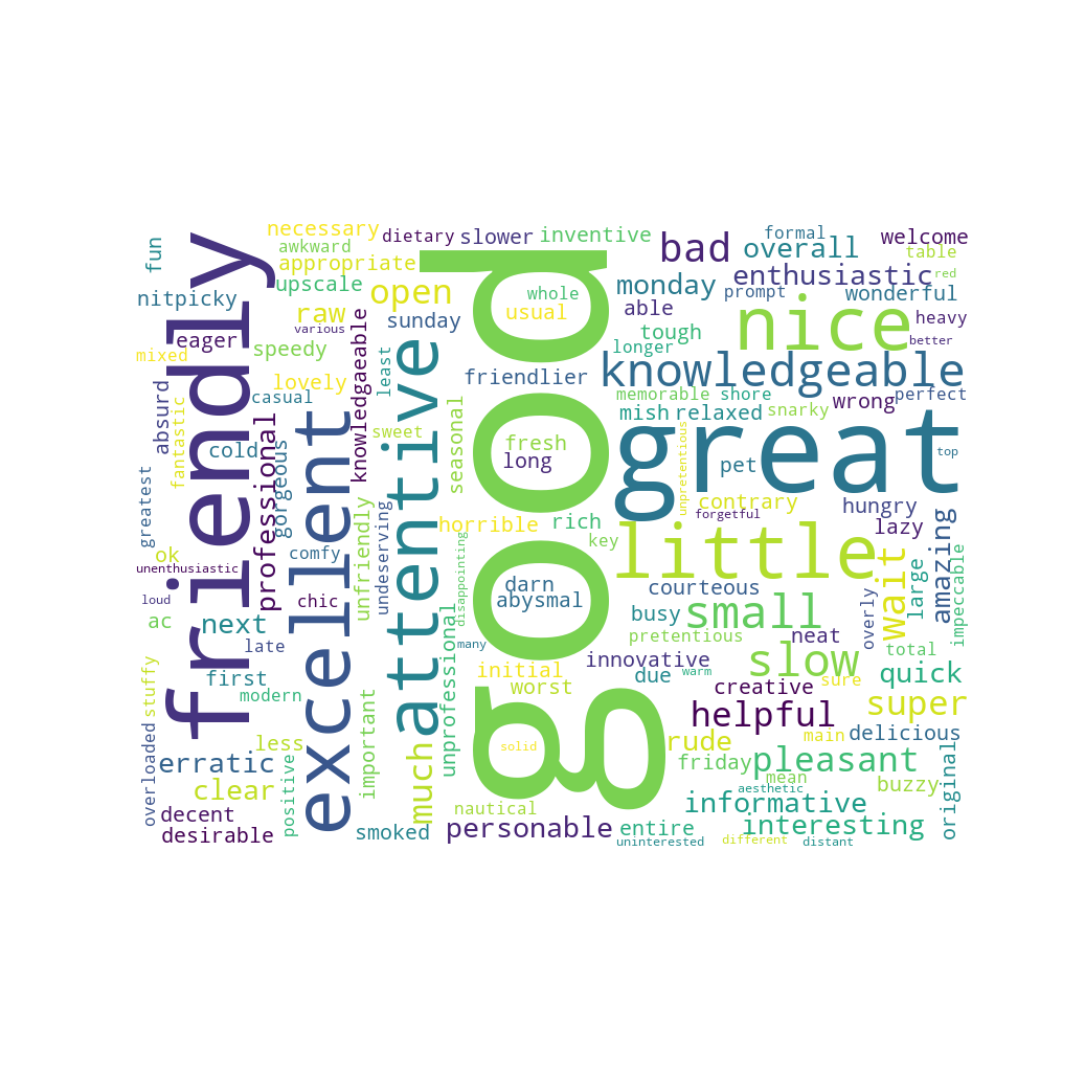 necessary
awkward
appropriate
upscale
dietary
slower
inventive
bad
formal
overall
welcome
table
red
fun
nitpicky
friendly
eager
raw
various
open
sunday
whole
usual
monday
able
enthusiastic
prompt
wonderful
heavy
better
mixed
speedy
lovely
casual
absurd
fantastic
cold
gorgeous
professional
excellent
knowledgaeable
least
sweet
attentive
seasonal
friendlier
good
fresh
long
tough
longer
nice
knowledgeable
memorable
shore
mish
relaxed
snarky
wrong
perfect
great
top
unpretentious
pet
contrary
forgetful
hungry
lazy
amazing
greatest
ok
unenthusiastic
loud
ac
comfy
chic
next
late
unfriendly
undeserving
horrible
disappointing
rich
key
darn
abysmal
little
courteous
small
busy
pretentious
neat
overly
wait
large
impeccable
total
many
unprofessional
initial
worst
innovative
due
warm
slow
creative
sure
quick
stuffy
overloaded
first
modern
important
helpful
super
less
erratic
clear
positive
much
solid
rude
friday
pleasant
main
delicious
mean
aesthetic
buzzy
original
decent
desirable
smoked
nautical
personable
entire
informative
interesting
uninterested
different
distant